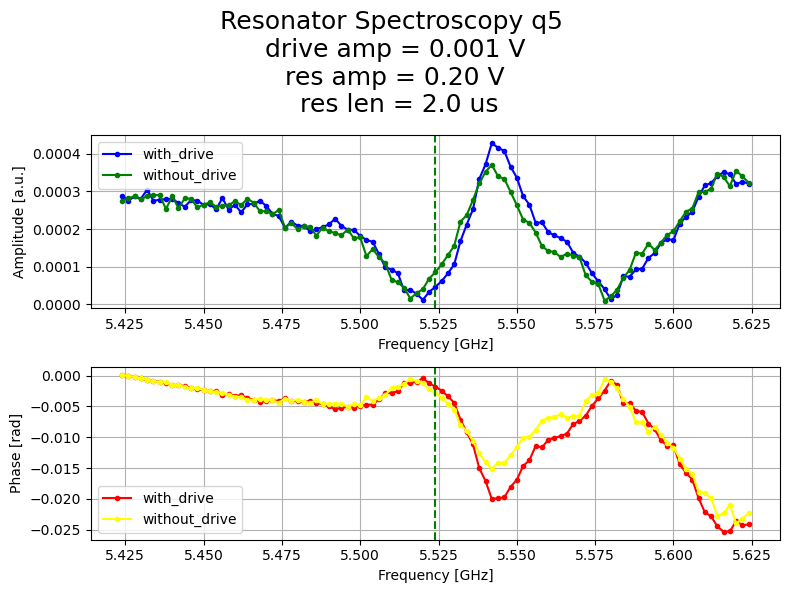 Resonator Spectroscopy q5
drive amp = 0.001 V
res amp = 0.20 V
res len = 2.0 us
Amplitude [a.u.]
0.0004
0.0003
0.0002
0.0001
0.0000
with_drive
without_drive
5.425 5.450 5.475 5.500 5.525 5.550 5.575 5.600 5.625
Frequency [GHz]
Phase [rad]
0.000
−0.005
−0.010
−0.015
−0.020
−0.025
with_drive
without_drive
5.425 5.450 5.475 5.500 5.525 5.550 5.575 5.600 5.625
Frequency [GHz]